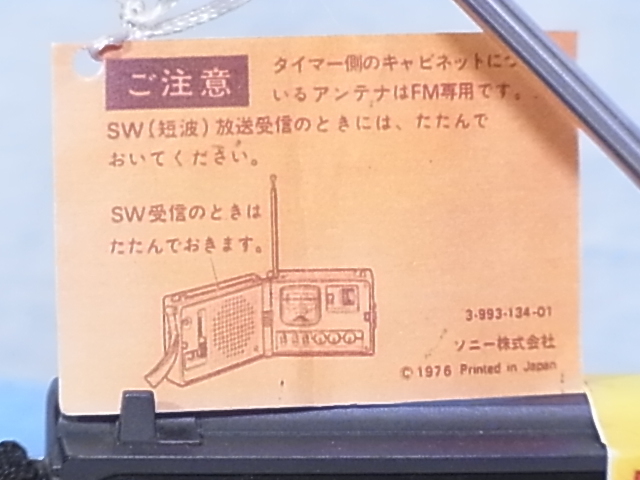 ご注意
タイマー側のキャビネットについ
いるアンテナはFM専用です。
SW(短波)放送受信のときには、たたんで
おいてください。
SW受信のときは
たたんでおきます。
3-993-134-01
ソニー株式会社
©1976 Printed in Japan